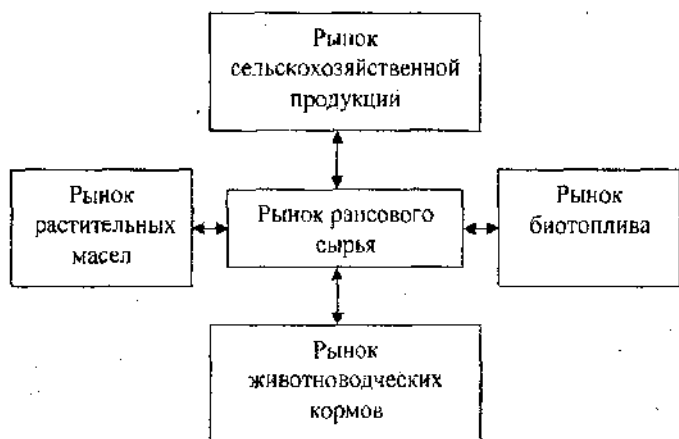 Рынок
сельскохозяйственной
продукции
Рынок
растительных
масел
Рынок рапсового
сырья
Рынок
биотоплива
Рынок
животноводческих
кормов